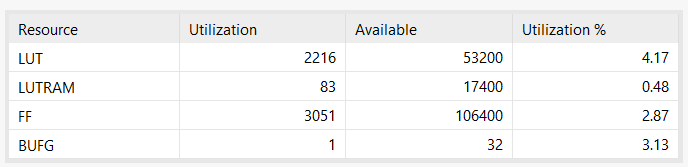 Resource Utilization Available Utilization %
LUT 2216 53200 4.17
LUTRAM 83 17400 0.48
FF 3051 106400 2.87
BUFG 1 32 3.13